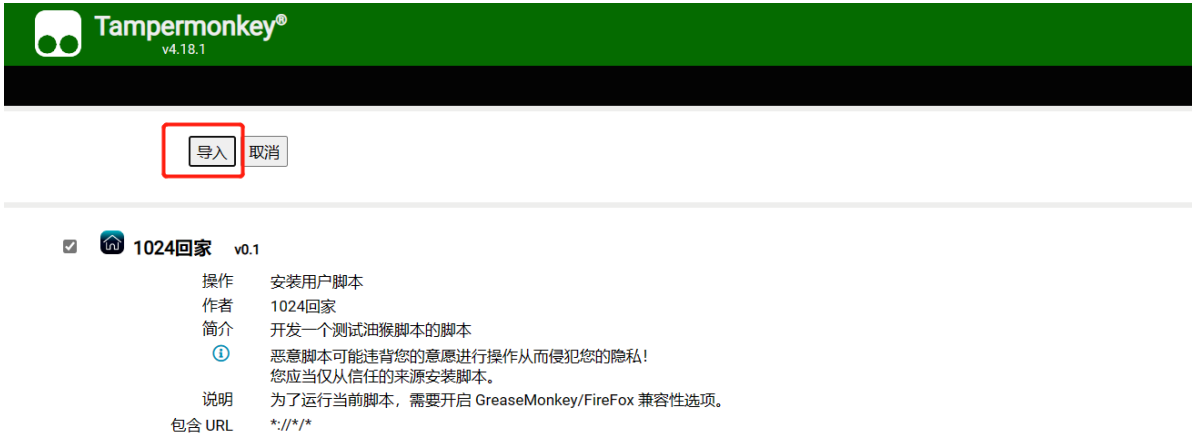 Tampermonkey®
v4.18.1
导入 取消
1024回家 v0.1
操作 安装用户脚本
作者 1024回家
简介 开发一个测试油猴脚本的脚本
恶意脚本可能违背您的意愿进行操作从而侵犯您的隐私！
您应当仅从信任的来源安装脚本。
说明 为了运行当前脚本，需要开启 GreaseMonkey/FireFox 兼容性选项。
包含 URL *://*/*